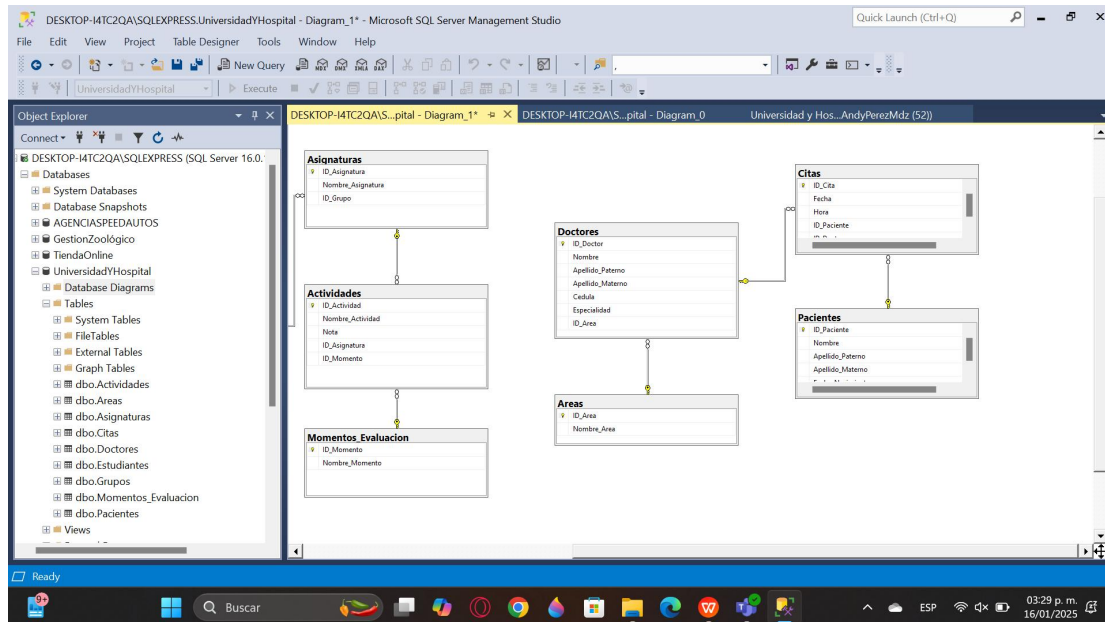 DESKTOP-I4TC2QA\SQLEXPRESS.UniversidadYHospital - Diagram_1* - Microsoft SQL Server Management Studio
Quick Launch (Ctrl+Q)
File Edit View Project Table Designer Tools Window Help
New Query
MDX DMX XMLA DAX
UniversidadYHospital
Execute
Object Explorer
DESKTOP-I4TC2QA\S...pital - Diagram_1*
DESKTOP-I4TC2QA\S...pital - Diagram_0
Universidad y Hos...AndyPerezMdz (52))
Connect
DESKTOP-I4TC2QA\SQLEXPRESS (SQL Server 16.0.
Databases
System Databases
Database Snapshots
AGENCIASPEEDAUTOS
GestionZoológico
TiendaOnline
UniversidadYHospital
Database Diagrams
Tables
System Tables
FileTables
External Tables
Graph Tables
dbo.Actividades
dbo.Areas
dbo.Asignaturas
dbo.Citas
dbo.Doctores
dbo.Estudiantes
dbo.Grupos
dbo.Momentos_Evaluacion
dbo.Pacientes
Views
Asignaturas
ID_Asignatura
Nombre_Asignatura
ID_Grupo
Actividades
ID_Actividad
Nombre_Actividad
Nota
ID_Asignatura
ID_Momento
Momentos_Evaluacion
ID_Momento
Nombre_Momento
Doctores
ID_Doctor
Nombre
Apellido_Paterno
Apellido_Materno
Cedula
Especialidad
ID_Area
Areas
ID_Area
Nombre_Area
Citas
ID_Cita
Fecha
Hora
ID_Paciente
Pacientes
ID_Paciente
Nombre
Apellido_Paterno
Apellido_Materno
Ready
9+
Buscar
ESP
03:29 p. m.
16/01/2025